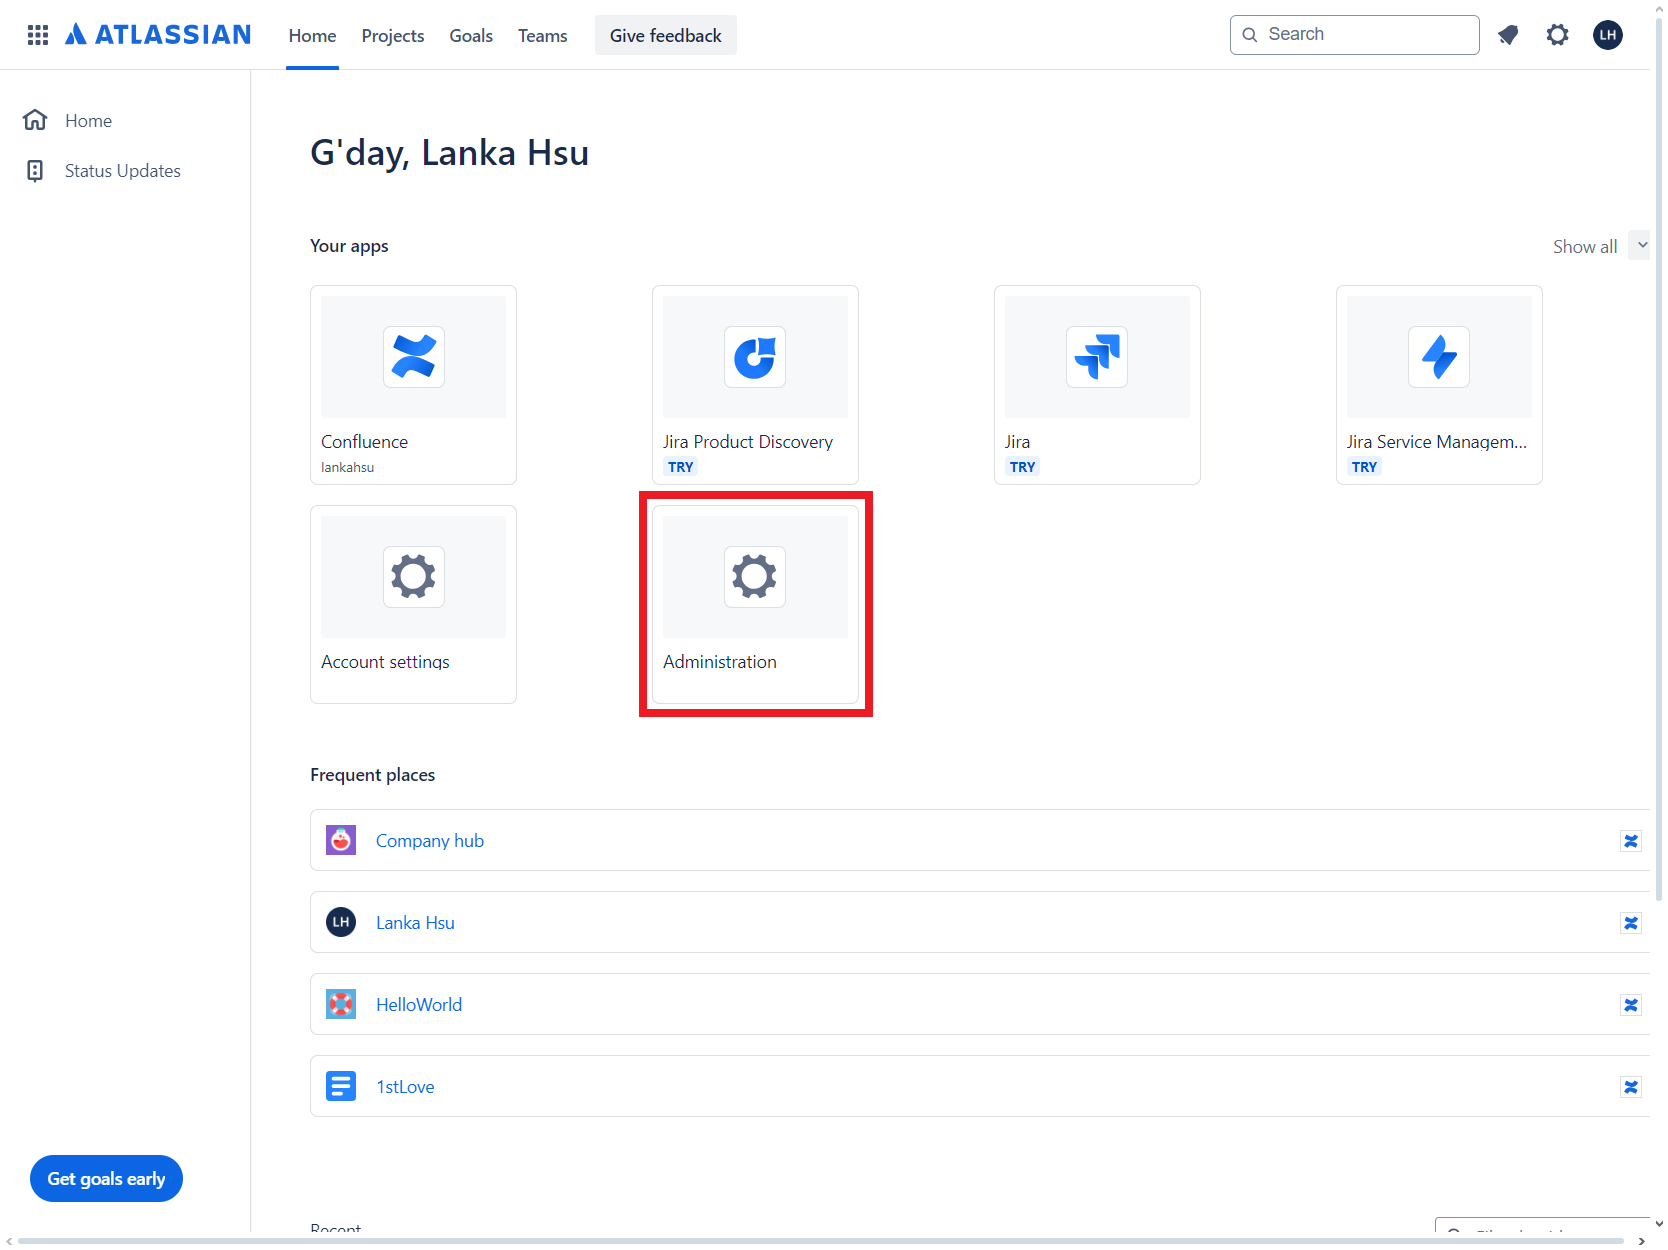 ATLASSIAN Home Projects Goals Teams Give feedback Search LH
Home
Status Updates
G'day, Lanka Hsu
Your apps Show all
Confluence
lankahsu
Jira Product Discovery
TRY
Jira
TRY
Jira Service Managem...
TRY
Account settings
Administration
Frequent places
Company hub
LH Lanka Hsu
HelloWorld
1stLove
Get goals early
Recent